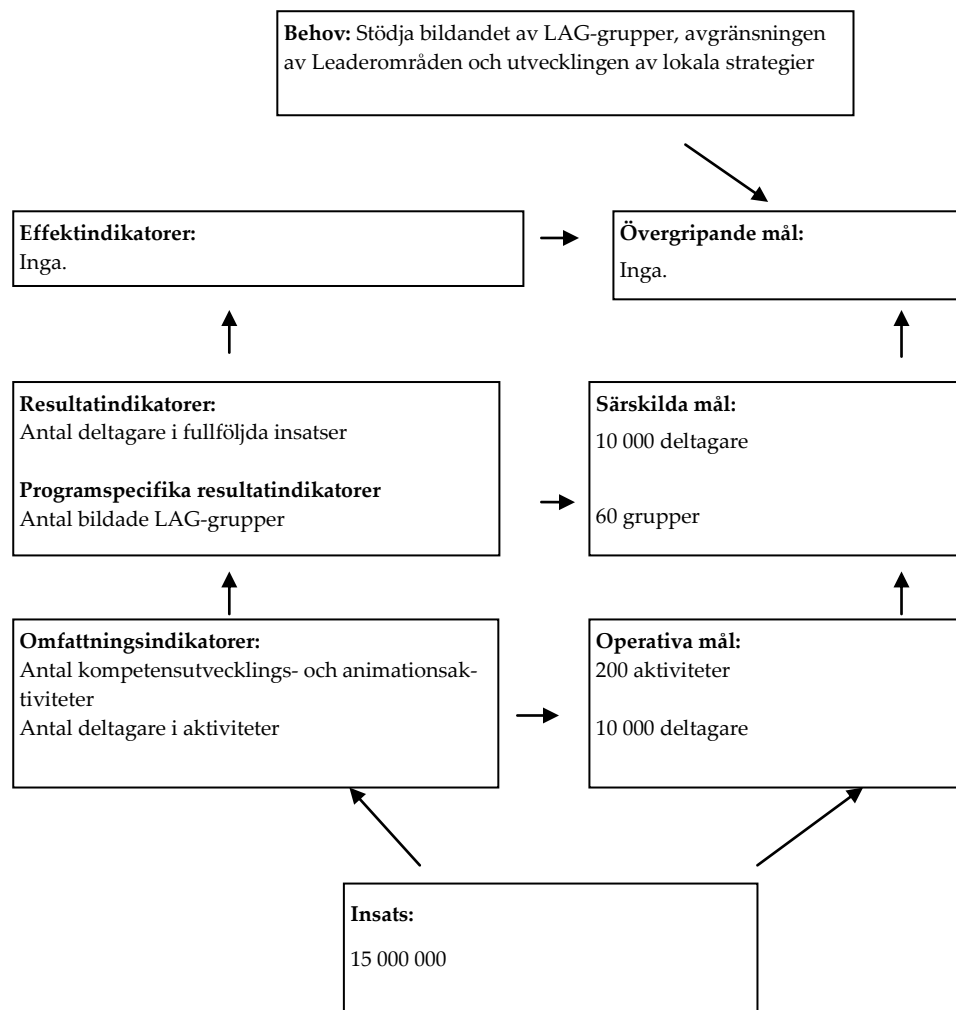 Behov: Stödja bildandet av LAG-grupper, avgränsningen
av Leaderområden och utvecklingen av lokala strategier
Effektindikatorer:
Inga.
Övergripande mål:
Inga.
Resultatindikatorer:
Antal deltagare i fullföljda insatser
Programspecifika resultatindikatorer
Antal bildade LAG-grupper
Särskilda mål:
10 000 deltagare
60 grupper
Omfattningsindikatorer:
Antal kompetensutvecklings- och animationsak-
tiviteter
Antal deltagare i aktiviteter
Operativa mål:
200 aktiviteter
10 000 deltagare
Insats:
15 000 000